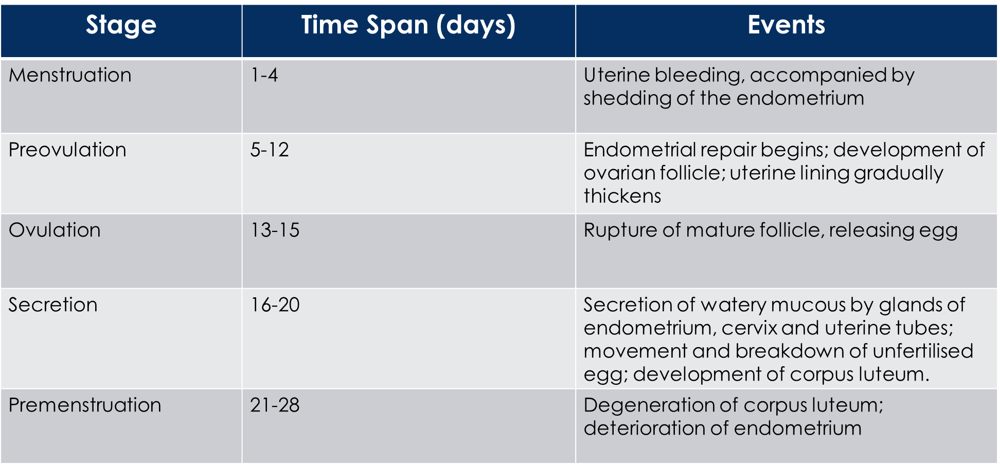 Stage
Time Span (days)
Events
Menstruation
1-4
Uterine bleeding, accompanied by
shedding of the endometrium
Preovulation
5-12
Endometrial repair begins; development of
ovarian follicle; uterine lining gradually
thickens
Ovulation
13-15
Rupture of mature follicle, releasing egg
Secretion
16-20
Secretion of watery mucous by glands of
endometrium, cervix and uterine tubes;
movement and breakdown of unfertilised
egg; development of corpus luteum.
Premenstruation
21-28
Degeneration of corpus luteum;
deterioration of endometrium